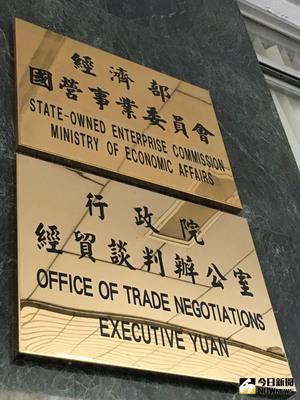 經濟部
國營事業委員會
STATE-OWNED ENTERPRISE COMMISSION
MINISTRY OF ECONOMIC AFFAIRS
行政院
經貿談判辦公室
OFFICE OF TRADE NEGOTIATIONS
EXECUTIVE YUAN
今日新聞
NOWnews